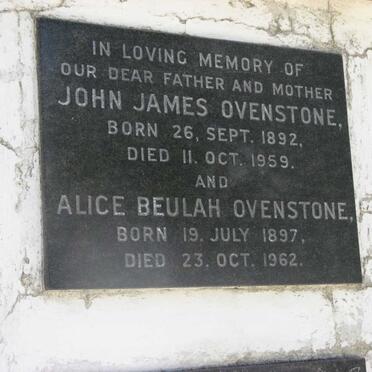 IN LOVING MEMORY OF
OUR DEAR FATHER AND MOTHER
JOHN JAMES OVENSTONE,
BORN 26, SEPT. 1892,
DIED 11. OCT. 1959.
AND
ALICE BEULAH OVENSTONE,
BORN 19. JULY 1897,
DIED 23. OCT. 1962.